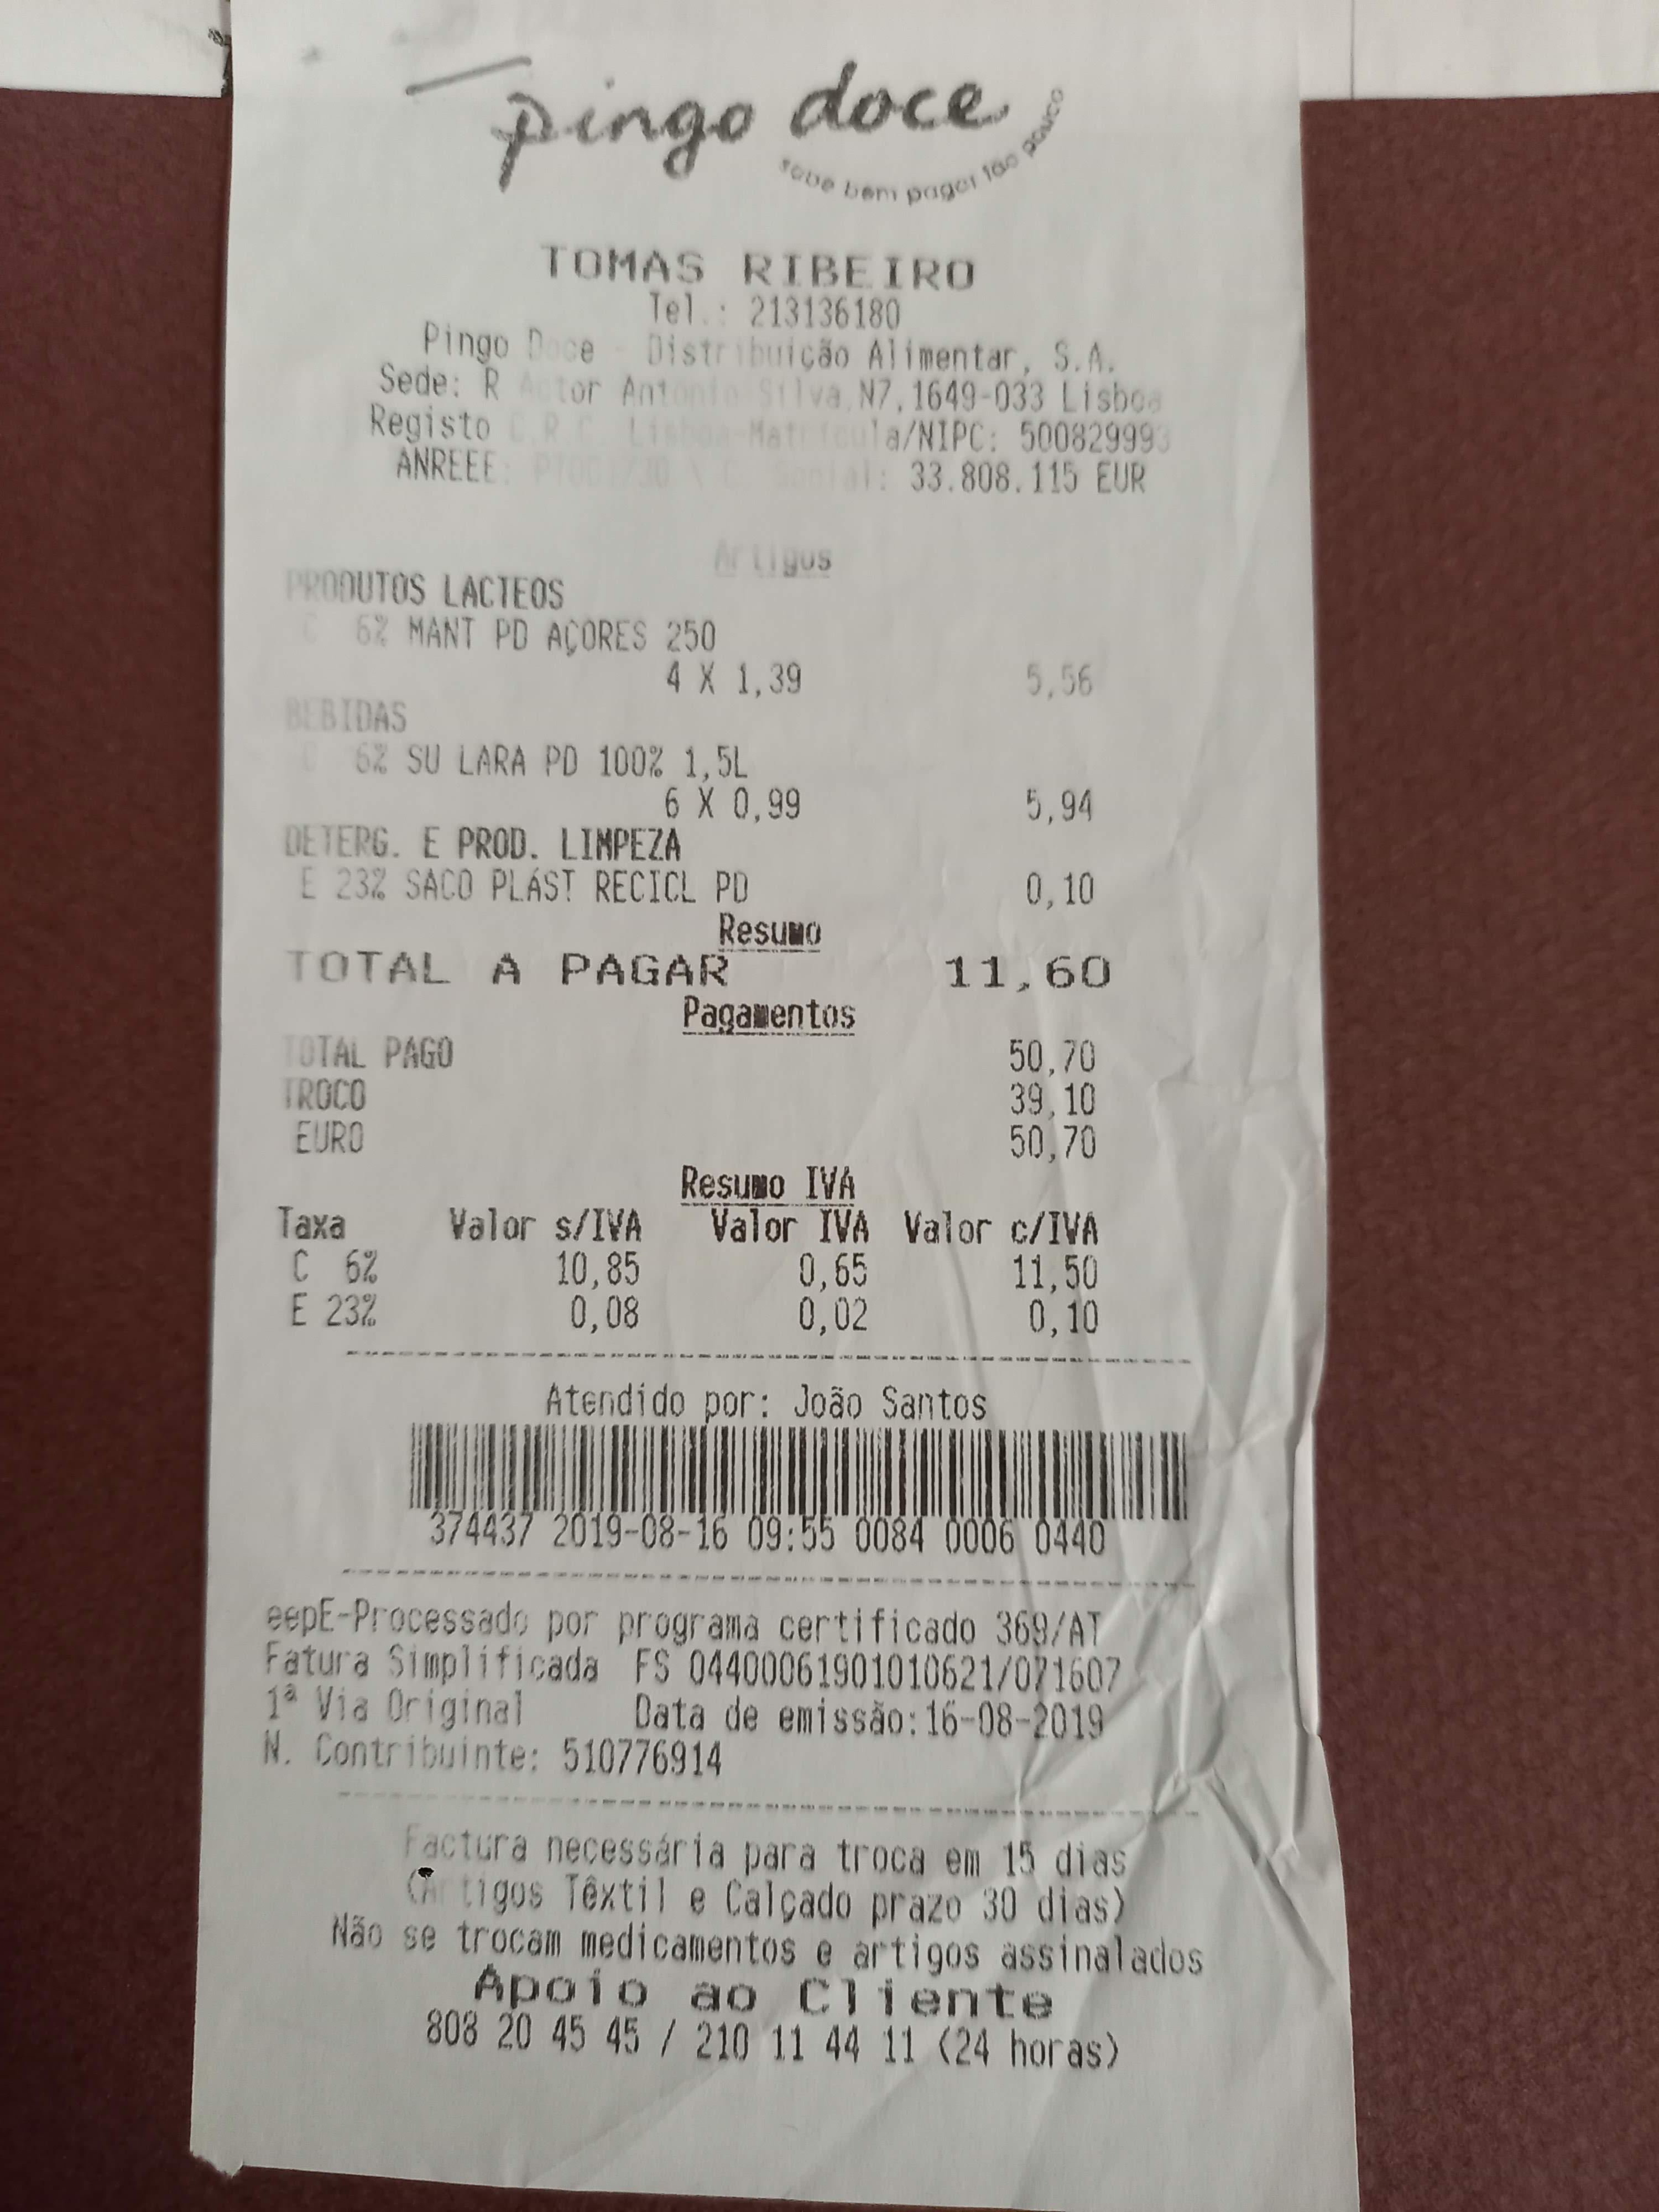 pingo doce
sabe bem pagar tão pouco
TOMAS RIBEIRO
Tel.: 213136180
Pingo Doce - Distribuição Alimentar, S.A.
Sede: R Actor António Silva,N7,1649-033 Lisboa
Registo C.R.C. Lisboa-Matricula/NIPC: 500829993
ANREEE: \ C. Social: 33.808.115 EUR
Artigos
PRODUTOS LACTEOS
C 6% MANT PD AÇORES 250
4 X 1,39 5,56
BEBIDAS
C 6% SU LARA PD 100% 1,5L
6 X 0,99 5,94
DETERG. E PROD. LIMPEZA
E 23% SACO PLÁST RECICL PD 0,10
Resumo
TOTAL A PAGAR 11,60
Pagamentos
TOTAL PAGO 50,70
TROCO 39,10
EURO 50,70
Resumo IVA
Taxa Valor s/IVA Valor IVA Valor c/IVA
C 6% 10,85 0,65 11,50
E 23% 0,08 0,02 0,10
Atendido por: João Santos
374437 2019-08-16 09:55 0084 0006 0440
eepE-Processado por programa certificado 369/AT
Fatura Simplificada FS 04400061901010621/071607
1ª Via Original Data de emissão:16-08-2019
N. Contribuinte: 510776914
Factura necessária para troca em 15 dias
(Artigos Têxtil e Calçado prazo 30 dias)
Não se trocam medicamentos e artigos assinalados
Apoio ao Cliente
808 20 45 45 / 210 11 44 11 (24 horas)